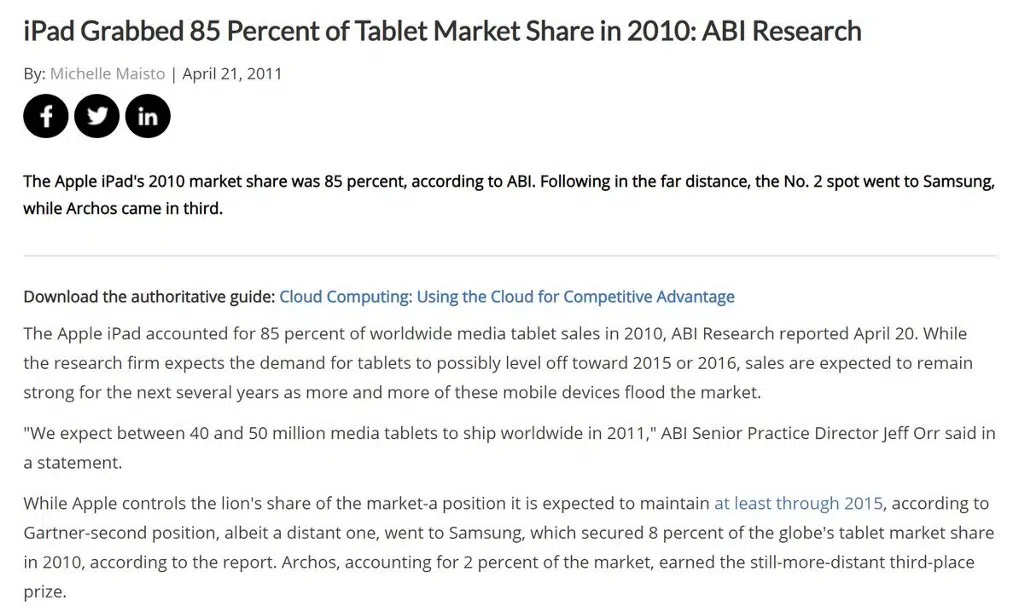 iPad Grabbed 85 Percent of Tablet Market Share in 2010: ABI Research
By: Michelle Maisto | April 21, 2011
The Apple iPad's 2010 market share was 85 percent, according to ABI. Following in the far distance, the No. 2 spot went to Samsung,
while Archos came in third.
Download the authoritative guide: Cloud Computing: Using the Cloud for Competitive Advantage
The Apple iPad accounted for 85 percent of worldwide media tablet sales in 2010, ABI Research reported April 20. While
the research firm expects the demand for tablets to possibly level off toward 2015 or 2016, sales are expected to remain
strong for the next several years as more and more of these mobile devices flood the market.
"We expect between 40 and 50 million media tablets to ship worldwide in 2011," ABI Senior Practice Director Jeff Orr said in
a statement.
While Apple controls the lion's share of the market-a position it is expected to maintain at least through 2015, according to
Gartner-second position, albeit a distant one, went to Samsung, which secured 8 percent of the globe's tablet market share
in 2010, according to the report. Archos, accounting for 2 percent of the market, earned the still-more-distant third-place
prize.